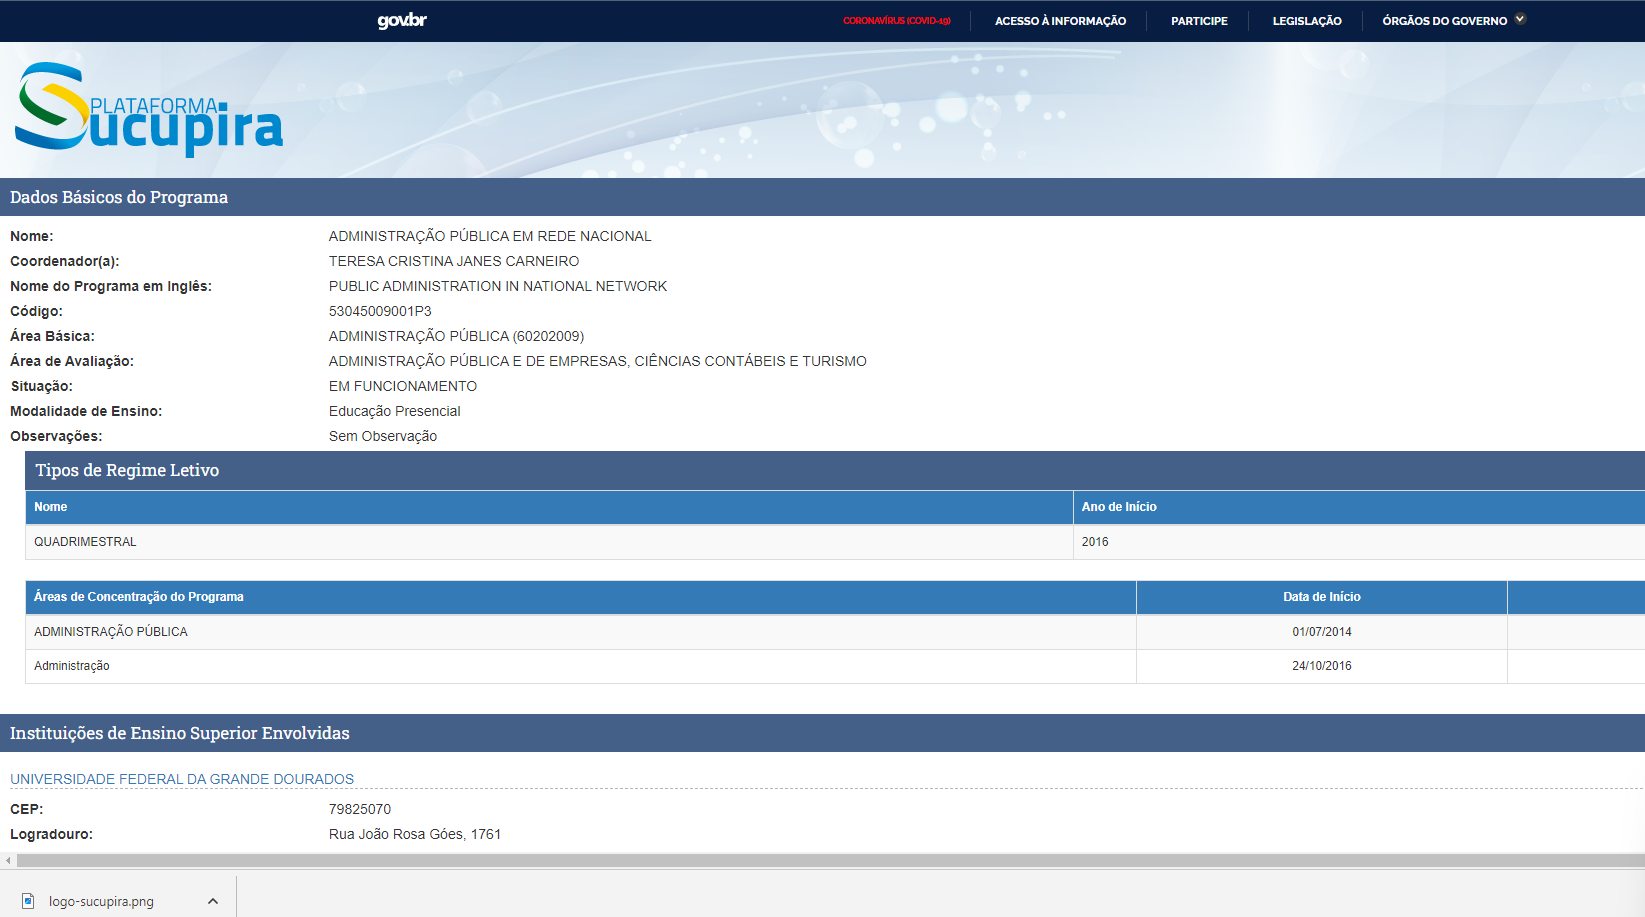 gov.br
CORONAVÍRUS (COVID-19)
ACESSO À INFORMAÇÃO
PARTICIPE
LEGISLAÇÃO
ÓRGÃOS DO GOVERNO
PLATAFORMA
Sucupira
Dados Básicos do Programa
Nome: ADMINISTRAÇÃO PÚBLICA EM REDE NACIONAL
Coordenador(a): TERESA CRISTINA JANES CARNEIRO
Nome do Programa em Inglês: PUBLIC ADMINISTRATION IN NATIONAL NETWORK
Código: 53045009001P3
Área Básica: ADMINISTRAÇÃO PÚBLICA (60202009)
Área de Avaliação: ADMINISTRAÇÃO PÚBLICA E DE EMPRESAS, CIÊNCIAS CONTÁBEIS E TURISMO
Situação: EM FUNCIONAMENTO
Modalidade de Ensino: Educação Presencial
Observações: Sem Observação
Tipos de Regime Letivo
Nome Ano de Início
QUADRIMESTRAL 2016
Áreas de Concentração do Programa Data de Início
ADMINISTRAÇÃO PÚBLICA 01/07/2014
Administração 24/10/2016
Instituições de Ensino Superior Envolvidas
UNIVERSIDADE FEDERAL DA GRANDE DOURADOS
CEP: 79825070
Logradouro: Rua João Rosa Góes, 1761
logo-sucupira.png